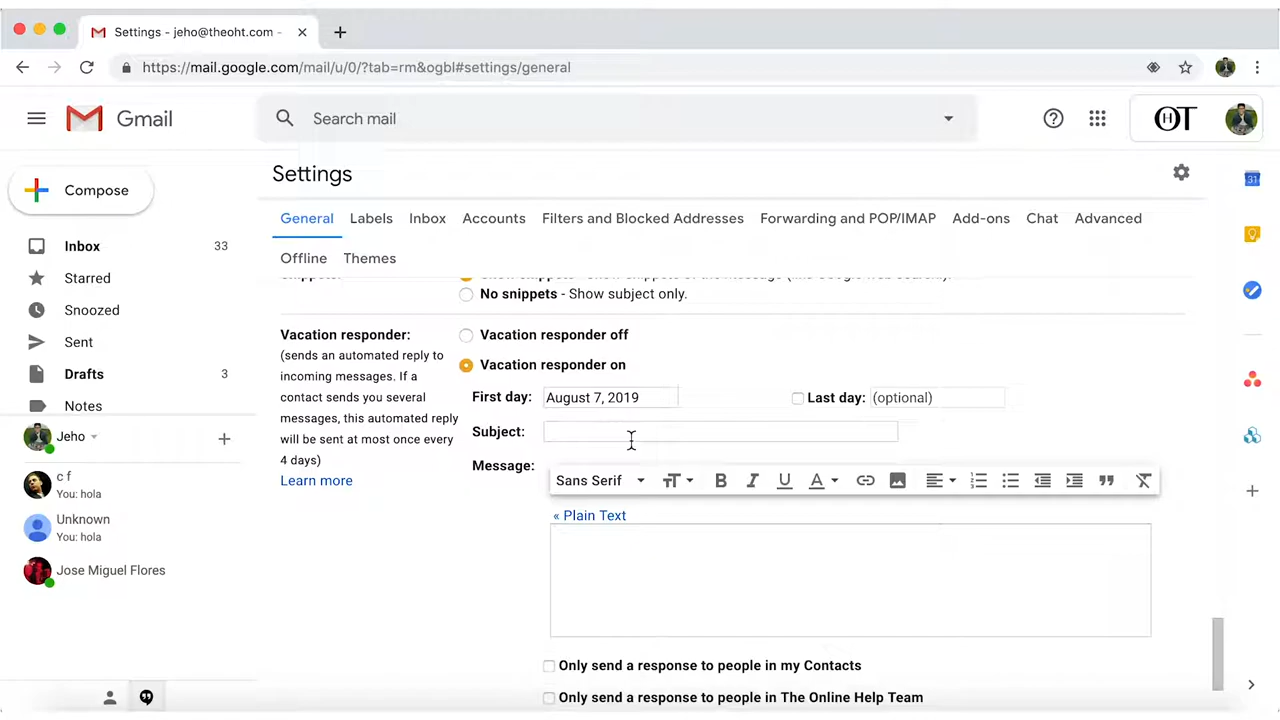 Settings - jeho@theoht.com -
https://mail.google.com/mail/u/0/?tab=rm&ogbl#settings/general
Gmail
Search mail
OHT
Compose
Settings
31
General Labels Inbox Accounts Filters and Blocked Addresses Forwarding and POP/IMAP Add-ons Chat Advanced
Offline Themes
Inbox 33
Starred
Snoozed
Sent
Drafts 3
Notes
Jeho
c f
You: hola
Unknown
You: hola
Jose Miguel Flores
No snippets - Show subject only.
Vacation responder:
(sends an automated reply to
incoming messages. If a
contact sends you several
messages, this automated reply
will be sent at most once every
4 days)
Learn more
Vacation responder off
Vacation responder on
First day: August 7, 2019 Last day: (optional)
Subject:
Message:
Sans Serif
« Plain Text
Only send a response to people in my Contacts
Only send a response to people in The Online Help Team